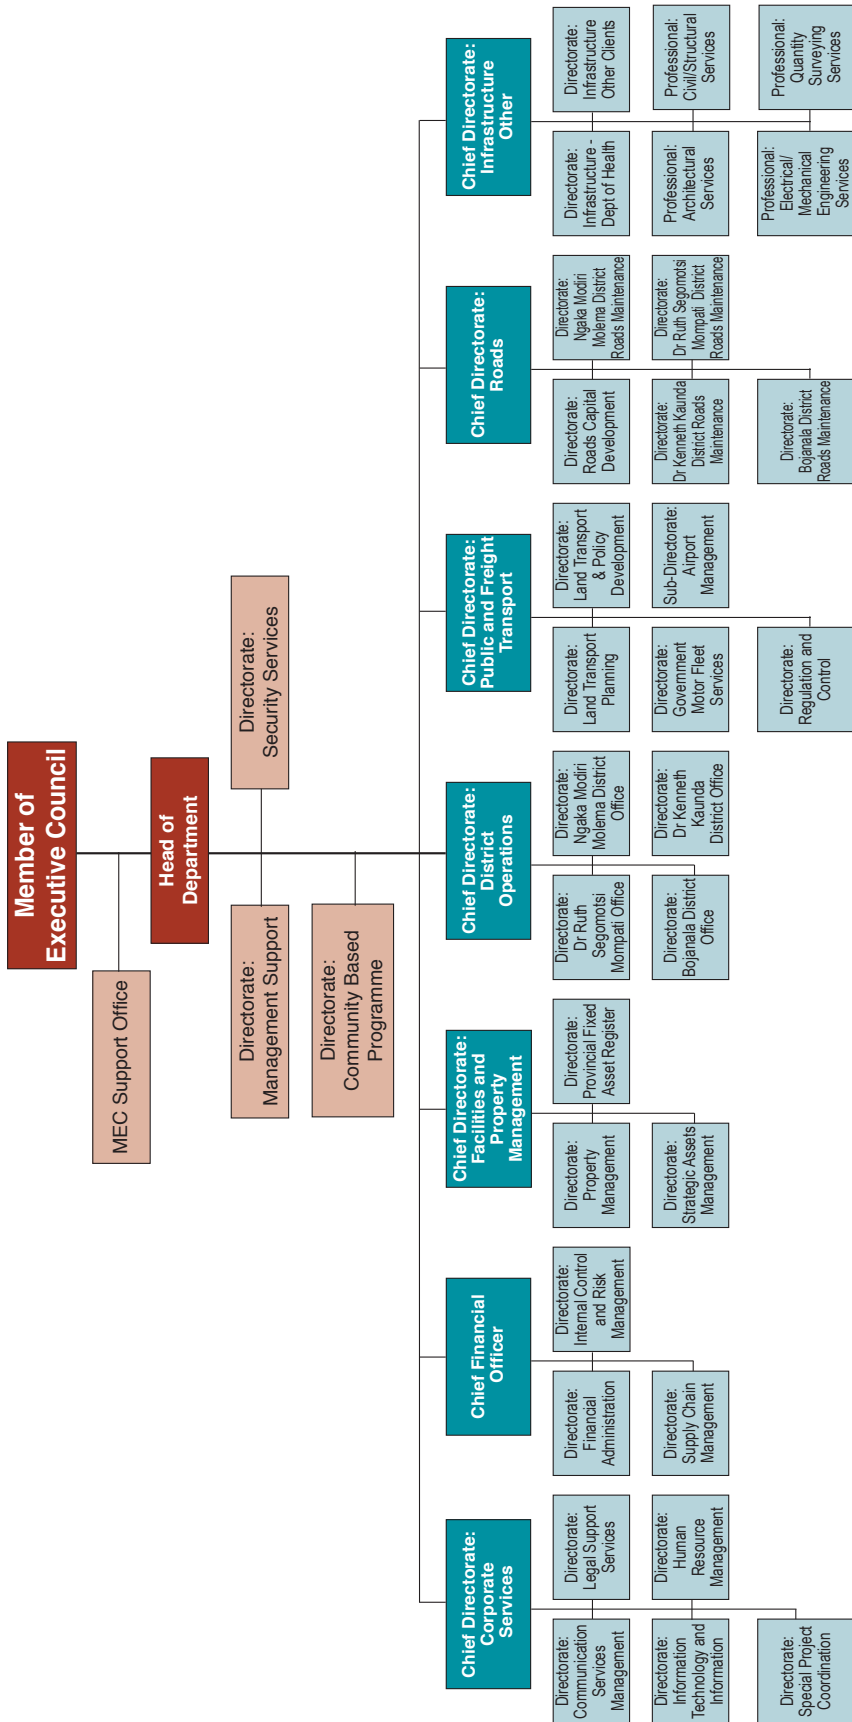 Member of
Executive Council
MEC Support Office
Head of
Department
Directorate:
Management Support
Directorate:
Security Services
Directorate:
Community Based
Programme
Chief Directorate:
Corporate
Services
Directorate:
Communication
Services
Management
Directorate:
Legal Support
Services
Directorate:
Information
Technology and
Information
Directorate:
Human
Resource
Management
Directorate:
Special Project
Coordination
Chief Financial
Officer
Directorate:
Financial
Administration
Directorate:
Internal Control
and Risk
Management
Directorate:
Supply Chain
Management
Chief Directorate:
Facilities and
Property
Management
Directorate:
Property
Management
Directorate:
Provincial Fixed
Asset Register
Directorate:
Strategic Assets
Management
Chief Directorate:
District
Operations
Directorate:
Dr Ruth
Segomotsi
Mompati Office
Directorate:
Ngaka Modiri
Molema District
Office
Directorate:
Bojanala District
Office
Directorate:
Dr Kenneth
Kaunda
District Office
Chief Directorate:
Public and Freight
Transport
Directorate:
Land Transport
Planning
Directorate:
Land Transport
& Policy
Development
Directorate:
Government
Motor Fleet
Services
Sub-Directorate:
Airport
Management
Directorate:
Regulation and
Control
Chief Directorate:
Roads
Directorate:
Roads Capital
Development
Directorate:
Ngaka Modiri
Molema District
Roads Maintenance
Directorate:
Dr Kenneth Kaunda
District Roads
Maintenance
Directorate:
Dr Ruth Segomotsi
Mompati District
Roads Maintenance
Directorate:
Bojanala District
Roads Maintenance
Chief Directorate:
Infrastructure
Other
Directorate:
Infrastructure -
Dept of Health
Directorate:
Infrastructure
Other Clients
Professional:
Architectural
Services
Professional:
Civil/Structural
Services
Professional:
Electrical/
Mechanical
Engineering
Services
Professional:
Quantity
Surveying
Services